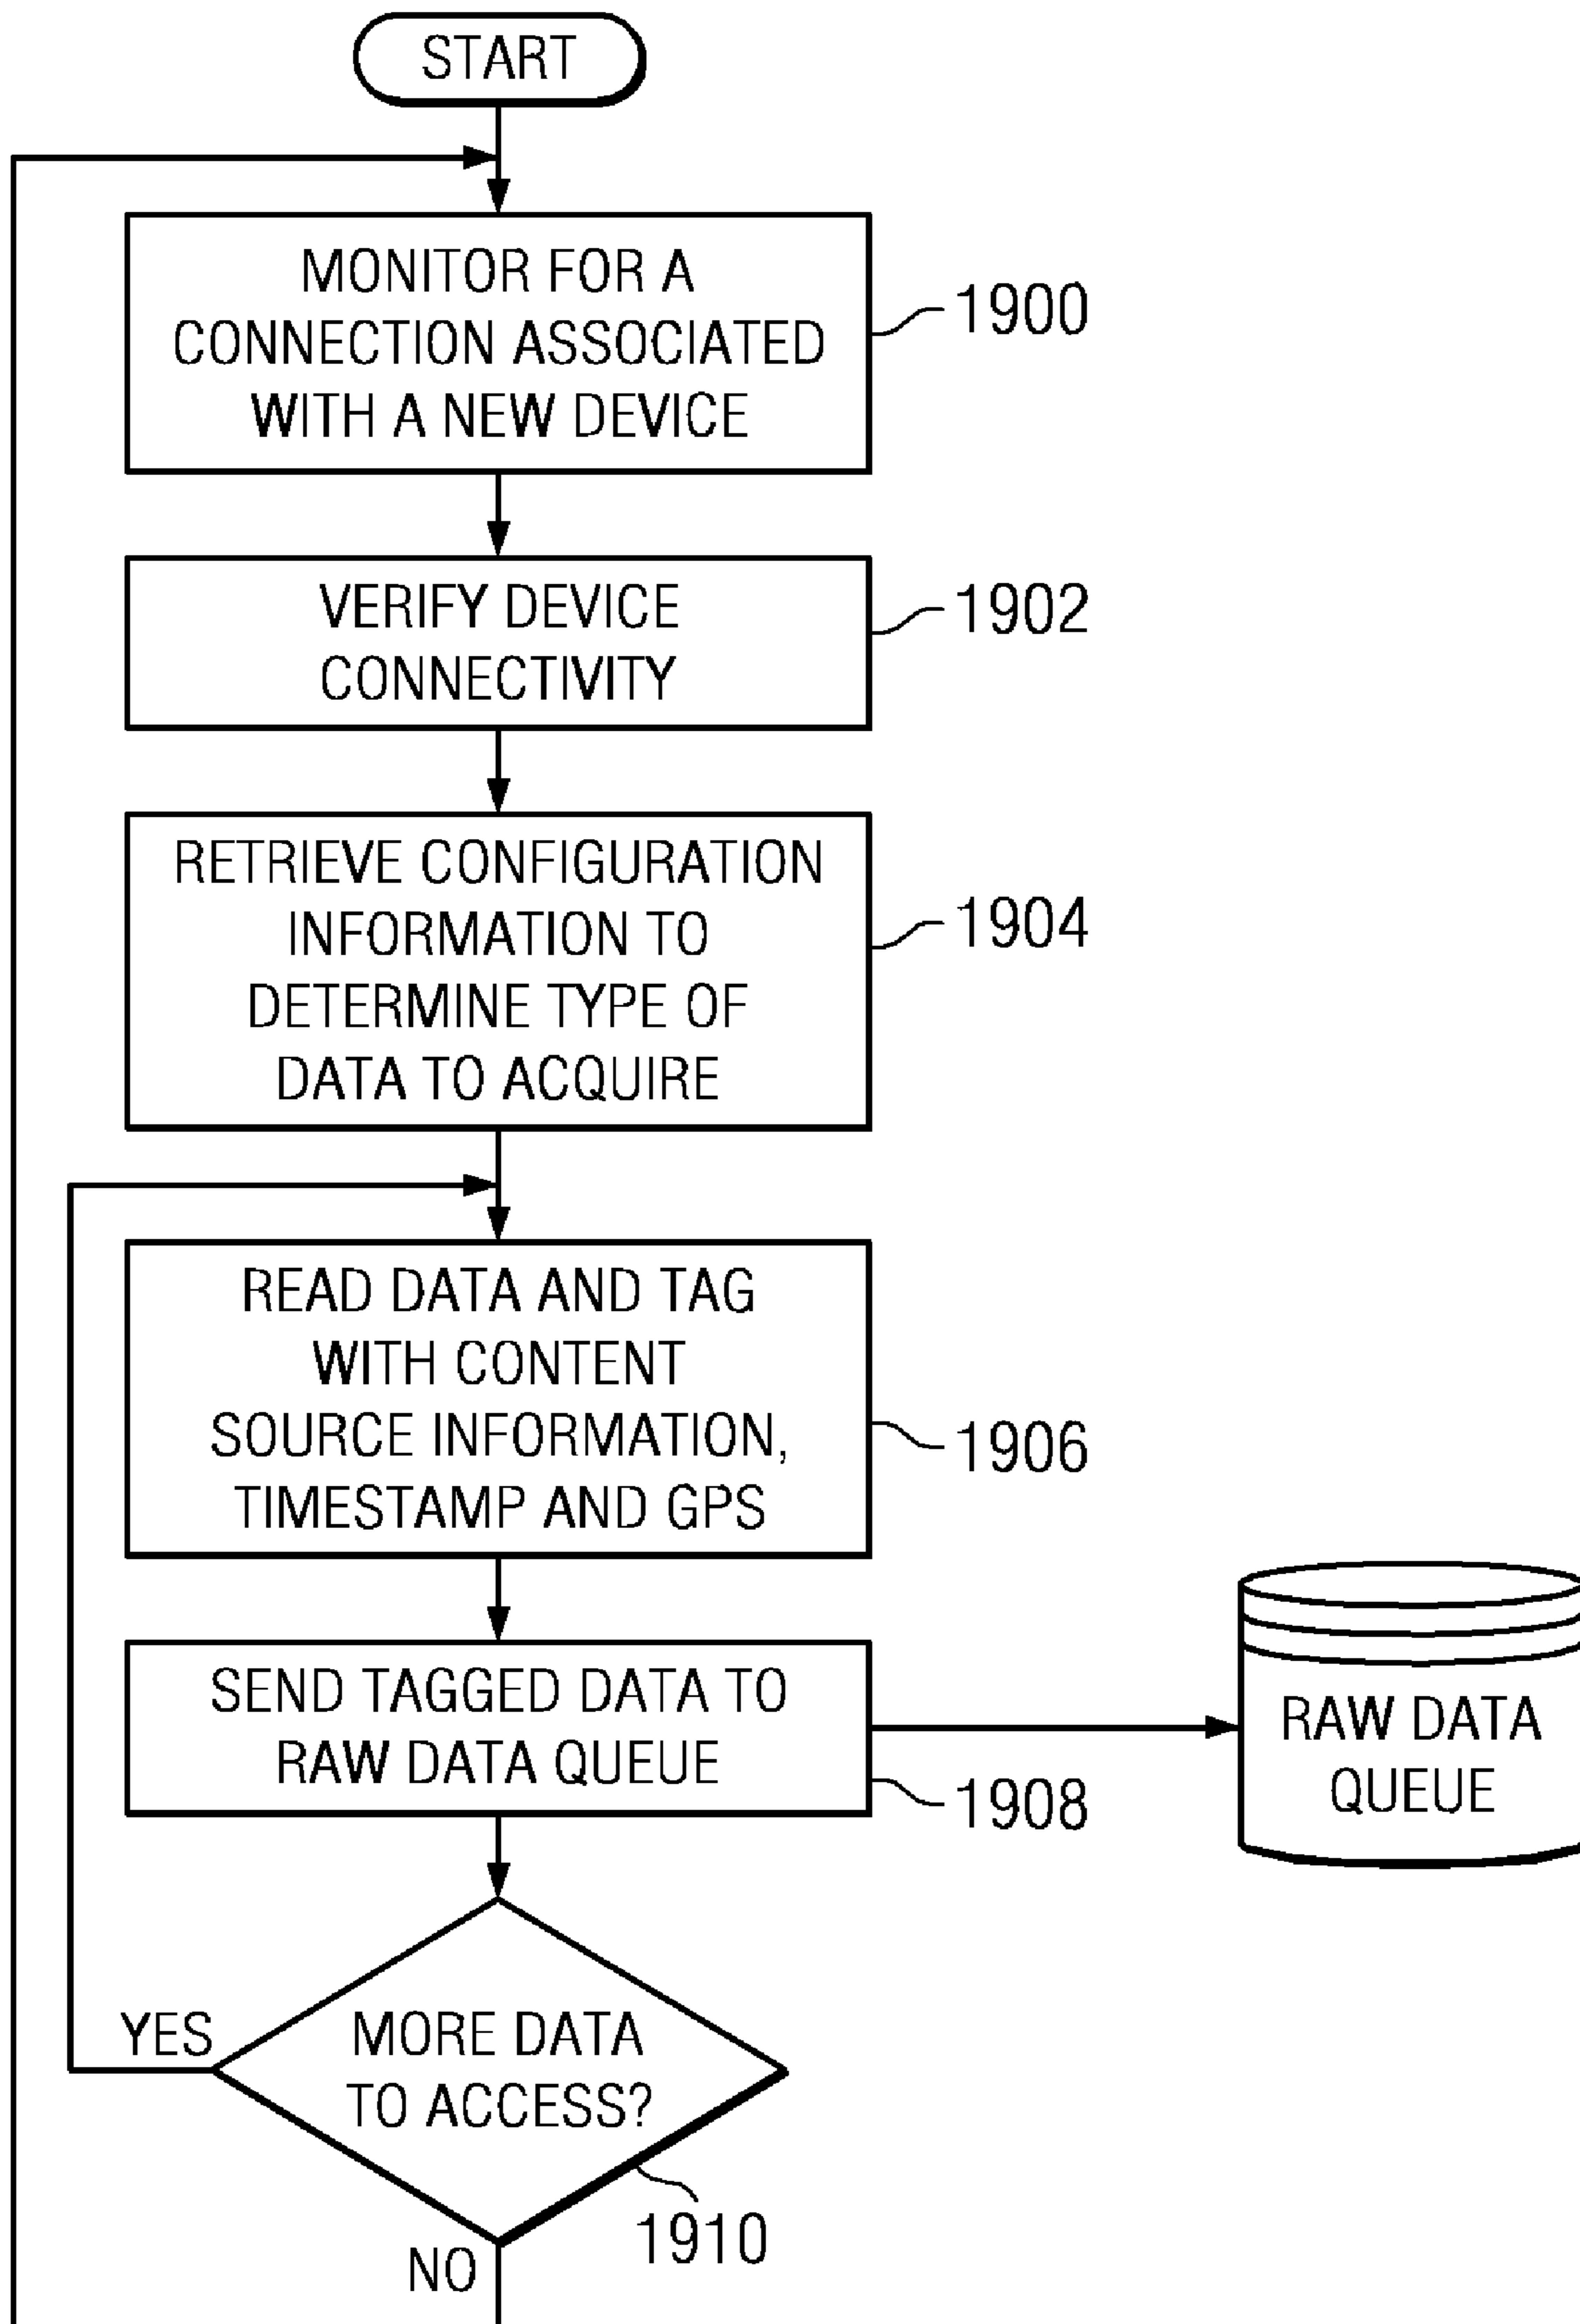 START
MONITOR FOR A
CONNECTION ASSOCIATED
WITH A NEW DEVICE
1900
VERIFY DEVICE
CONNECTIVITY
1902
RETRIEVE CONFIGURATION
INFORMATION TO
DETERMINE TYPE OF
DATA TO ACQUIRE
1904
READ DATA AND TAG
WITH CONTENT
SOURCE INFORMATION,
TIMESTAMP AND GPS
1906
SEND TAGGED DATA TO
RAW DATA QUEUE
1908
RAW DATA
QUEUE
YES
MORE DATA
TO ACCESS?
1910
NO